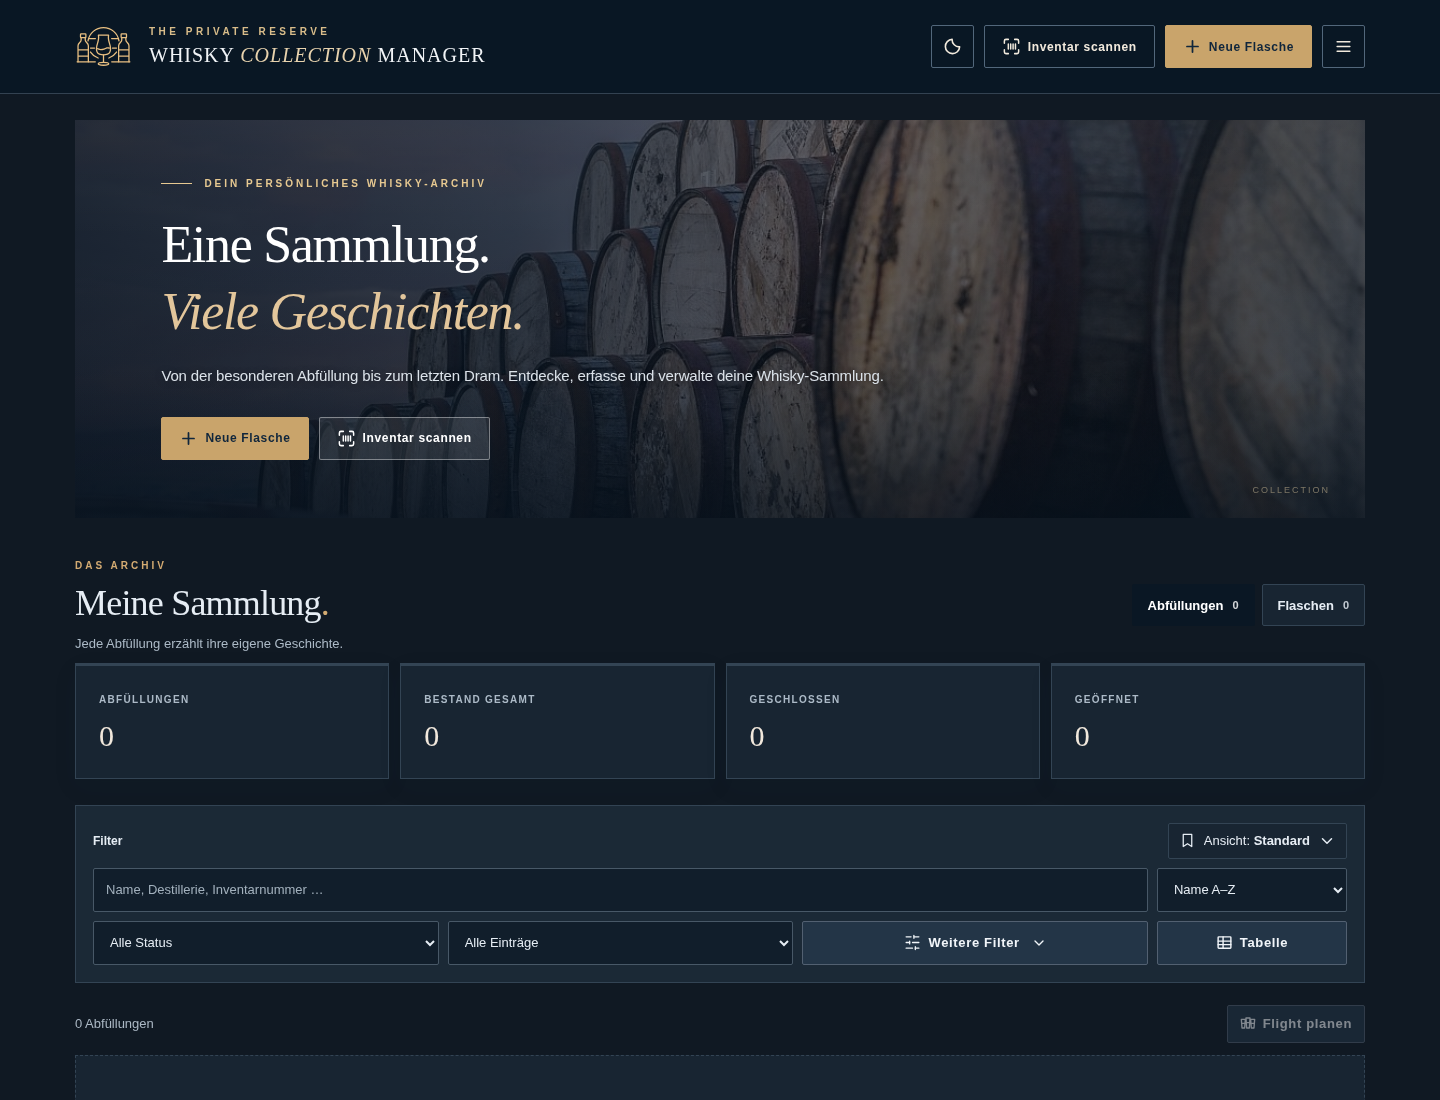 THE PRIVATE RESERVE
WHISKY COLLECTION MANAGER
Inventar scannen
Neue Flasche
DEIN PERSÖNLICHES WHISKY-ARCHIV
Eine Sammlung.
Viele Geschichten.
Von der besonderen Abfüllung bis zum letzten Dram. Entdecke, erfasse und verwalte deine Whisky-Sammlung.
Neue Flasche
Inventar scannen
COLLECTION
DAS ARCHIV
Meine Sammlung.
Abfüllungen 0
Flaschen 0
Jede Abfüllung erzählt ihre eigene Geschichte.
ABFÜLLUNGEN
0
BESTAND GESAMT
0
GESCHLOSSEN
0
GEÖFFNET
0
Filter
Ansicht: Standard
Name, Destillerie, Inventarnummer …
Name A–Z
Alle Status
Alle Einträge
Weitere Filter
Tabelle
0 Abfüllungen
Flight planen